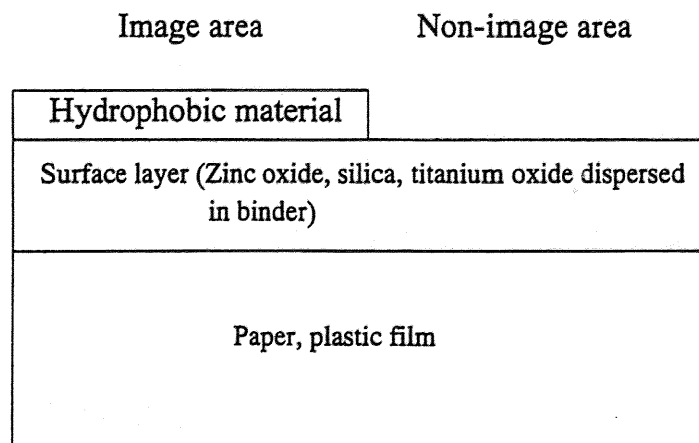 Image area Non-image area
Hydrophobic material
Surface layer (Zinc oxide, silica, titanium oxide dispersed
in binder)
Paper, plastic film